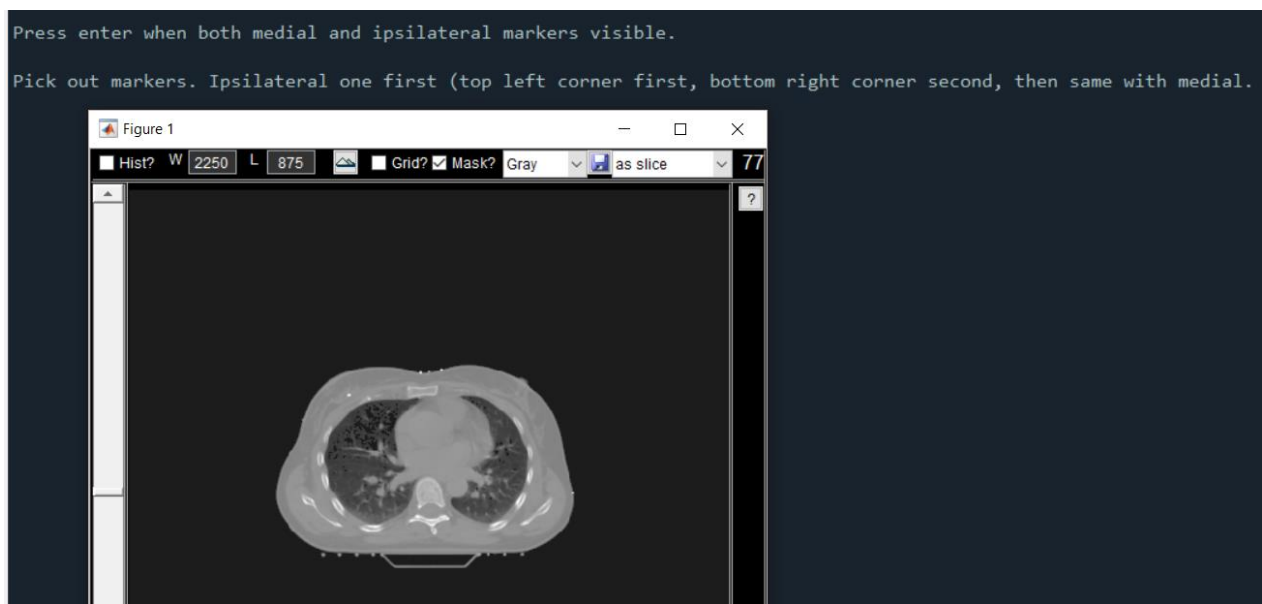 Press enter when both medial and ipsilateral markers visible.
Pick out markers. Ipsilateral one first (top left corner first, bottom right corner second, then same with medial.
Figure 1
Hist? W 2250 L 875 Grid? Mask? Gray as slice 77
?